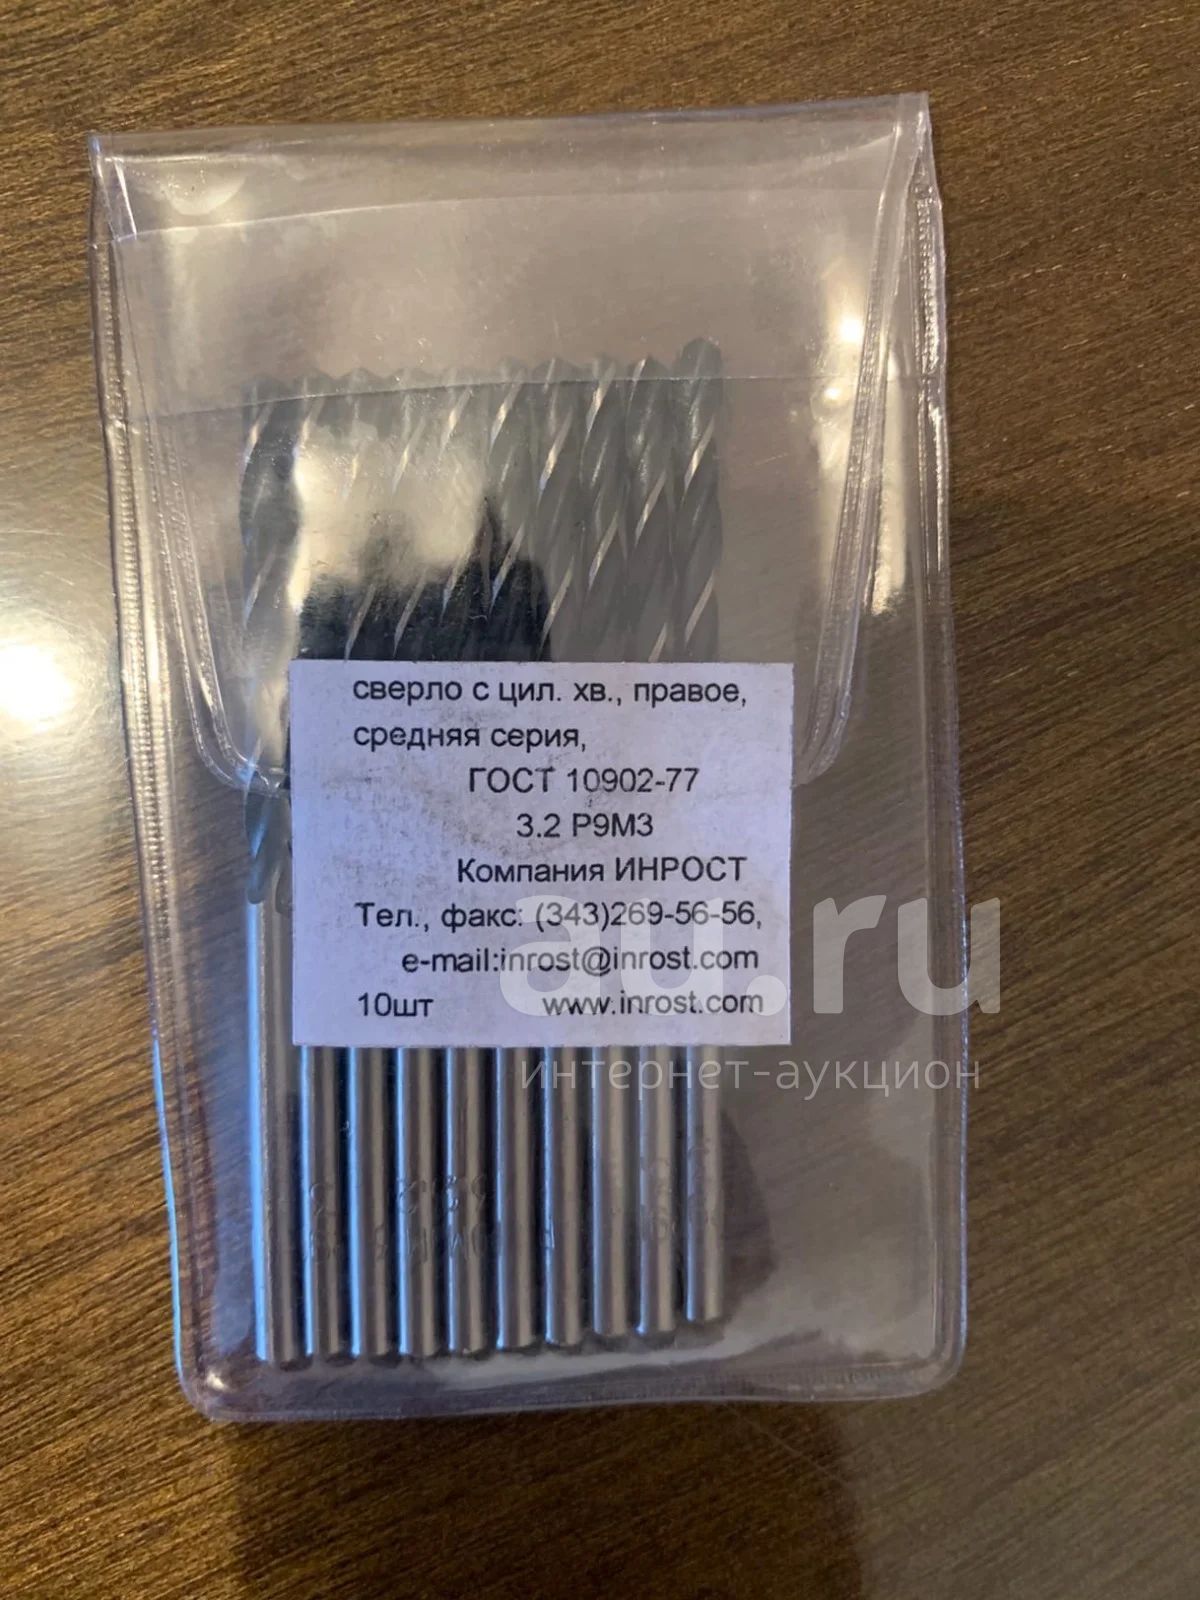 сверло с цил. хв., правое,
средняя серия,
ГОСТ 10902-77
3.2 Р9М3
Компания ИНРОСТ
Тел., факс: (343)269-56-56,
e-mail:inrost@inrost.com
10шт www.inrost.com
au.ru
интернет-аукцион